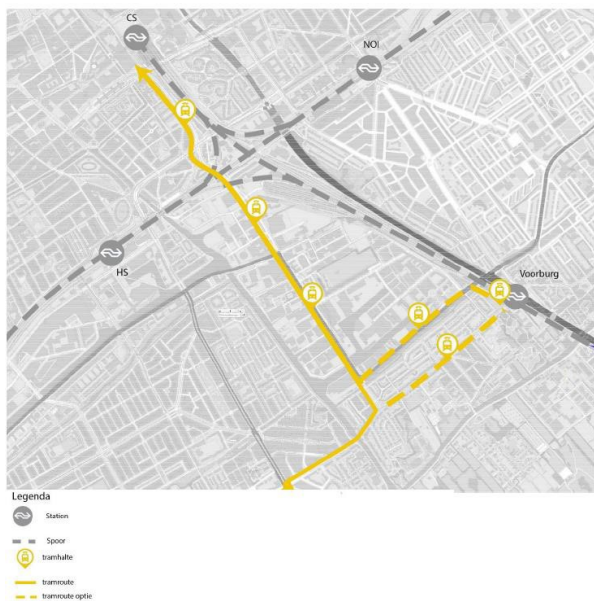 CS
NOI
HS
Voorburg
Legenda
Station
Spoor
tramhalte
tramroute
tramroute optie